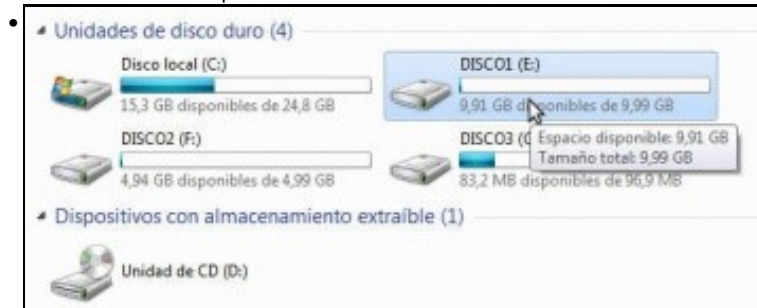 Unidades de disco duro (4)
Disco local (C:)
15,3 GB disponibles de 24,8 GB
DISCO1 (E:)
9,91 GB disponibles de 9,99 GB
DISCO2 (F:)
4,94 GB disponibles de 4,99 GB
DISCO3 (
83,2 MB disponibles de 96,9 MB
Espacio disponible: 9,91 GB
Tamaño total: 9,99 GB
Dispositivos con almacenamiento extraíble (1)
Unidad de CD (D:)